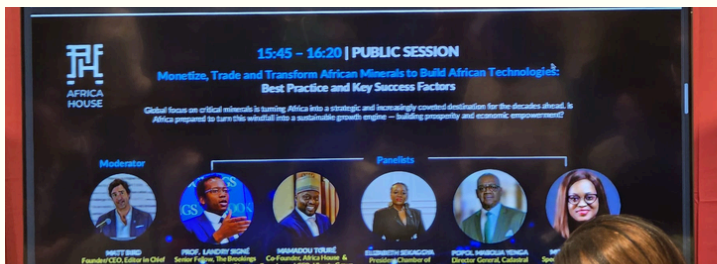 AFRICA
HOUSE
15:45 – 16:20 | PUBLIC SESSION
Monetize, Trade and Transform African Minerals to Build African Technologies:
Best Practice and Key Success Factors
Global focus on critical minerals is turning Africa into a strategic and increasingly coveted destination for the decades ahead. Is
Africa prepared to turn this windfall into a sustainable growth engine — building prosperity and economic empowerment?
Moderator
Panelists
MATT BIRD
Founder/CEO, Editor in Chief
PROF. LANDRY SIGNÉ
Senior Fellow, The Brookings
MAMADOU TOURÉ
Co-Founder, Africa House &
ELIZABETH SEKAGGYA
President Chamber of
POPOL MABOLIA YENGA
Director General, Cadastral